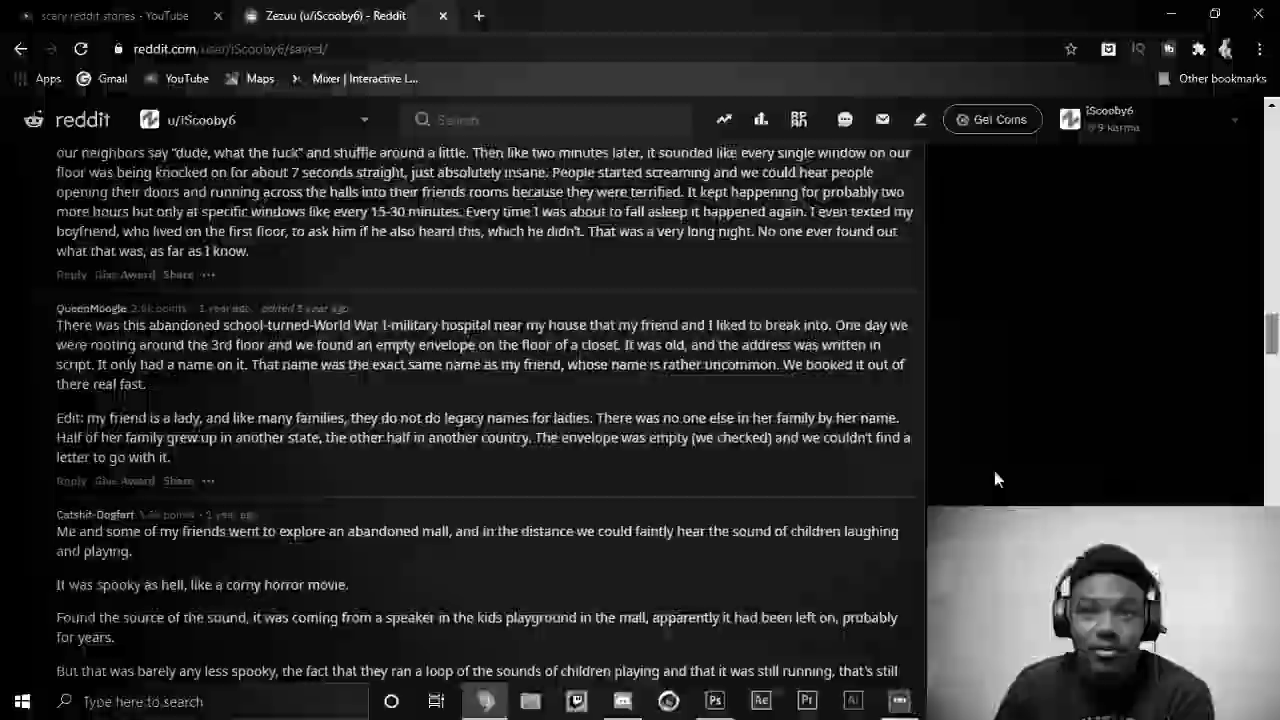 scary reddit stories - YouTube
Zezuu (u/iScooby6) - Reddit
reddit.com/user/iScooby6/saved/
Apps Gmail YouTube Maps Mixer | Interactive L... Other bookmarks
reddit u/iScooby6 Search Get Coins iScooby6
9 karma
our neighbors say "dude, what the fuck" and shuffle around a little. Then like two minutes later, it sounded like every single window on our
floor was being knocked on for about 7 seconds straight, just absolutely insane. People started screaming and we could hear people
opening their doors and running across the halls into their friends rooms because they were terrified. It kept happening for probably two
more hours but only at specific windows like every 15-30 minutes. Every time I was about to fall asleep it happened again. I even texted my
boyfriend, who lived on the first floor, to ask him if he also heard this, which he didn't. That was a very long night. No one ever found out
what that was, as far as I know.
Reply Give Award Share
QueenMoogle points · 1 year ago · edited 1 year ago
There was this abandoned school-turned-World War I-military hospital near my house that my friend and I liked to break into. One day we
were rooting around the 3rd floor and we found an empty envelope on the floor of a closet. It was old, and the address was written in
script. It only had a name on it. That name was the exact same name as my friend, whose name is rather uncommon. We booked it out of
there real fast.
Edit: my friend is a lady, and like many families, they do not do legacy names for ladies. There was no one else in her family by her name.
Half of her family grew up in another state, the other half in another country. The envelope was empty (we checked) and we couldn't find a
letter to go with it.
Reply Give Award Share
Catshit-Dogfart points · year ago
Me and some of my friends went to explore an abandoned mall, and in the distance we could faintly hear the sound of children laughing
and playing.
It was spooky as hell, like a corny horror movie.
Found the source of the sound, it was coming from a speaker in the kids playground in the mall, apparently it had been left on, probably
for years.
But that was barely any less spooky, the fact that they ran a loop of the sounds of children playing and that it was still running, that's still
Type here to search Ps Re Pr Ai